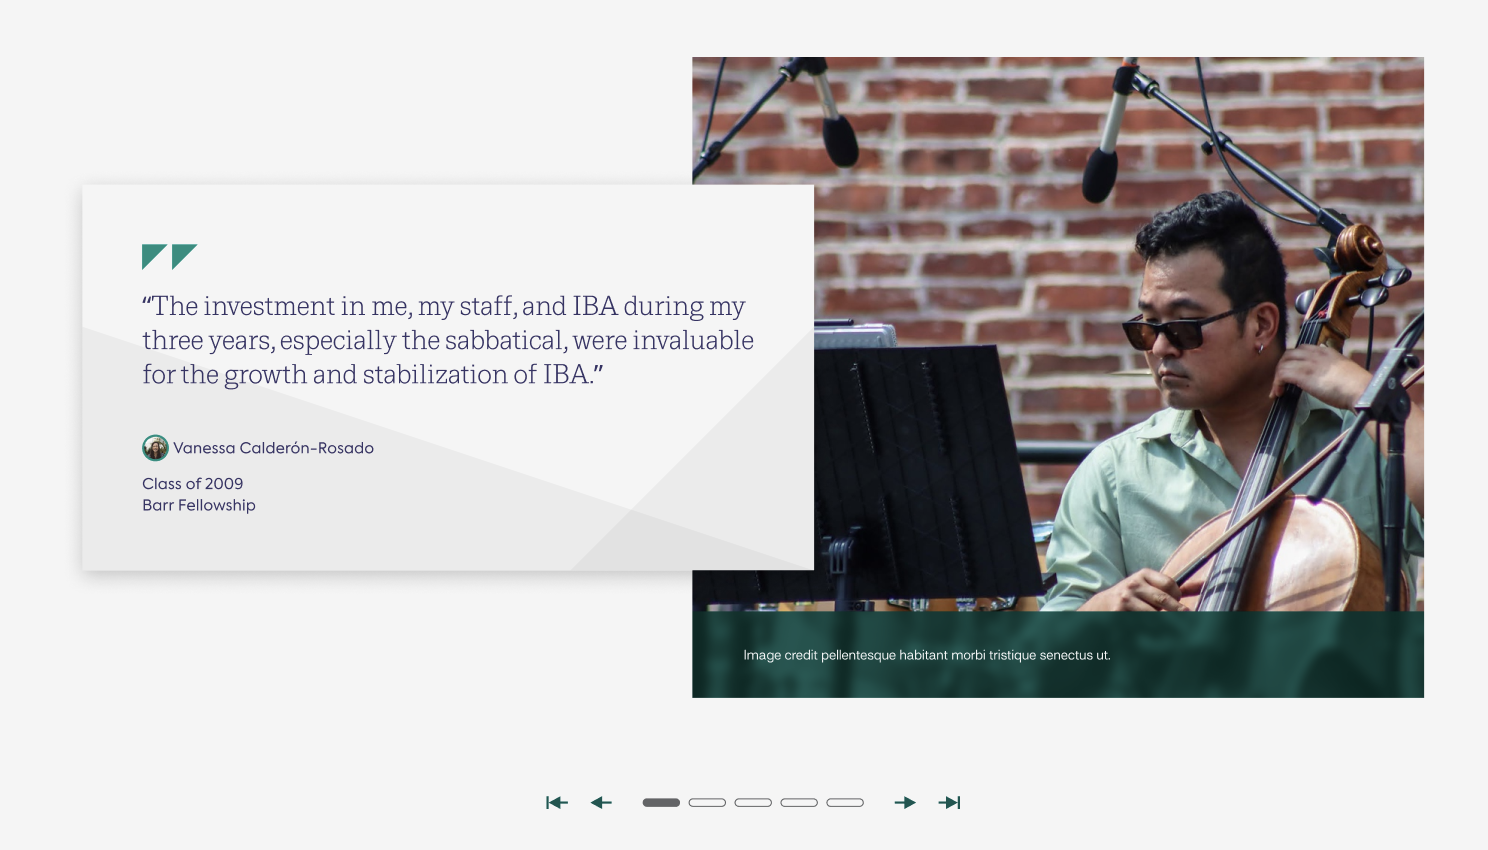 “The investment in me, my staff, and IBA during my
three years, especially the sabbatical, were invaluable
for the growth and stabilization of IBA.”
Vanessa Calderón-Rosado
Class of 2009
Barr Fellowship
Image credit pellentesque habitant morbi tristique senectus ut.